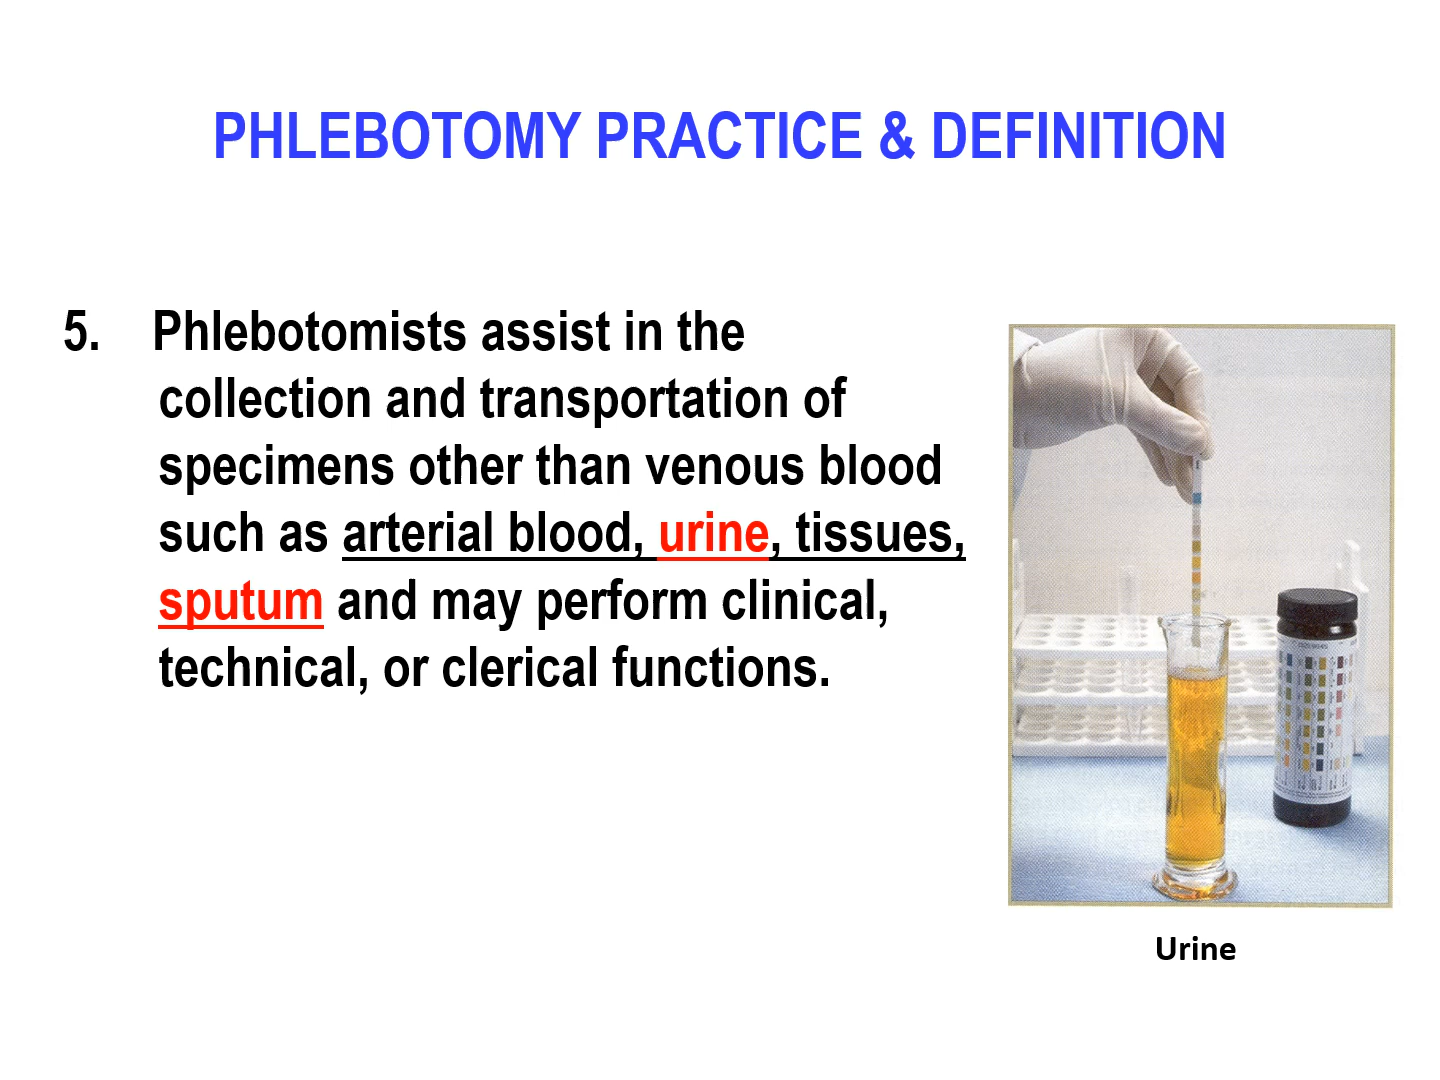 PHLEBOTOMY PRACTICE & DEFINITION
5. Phlebotomists assist in the
collection and transportation of
specimens other than venous blood
such as arterial blood, urine, tissues,
sputum and may perform clinical,
technical, or clerical functions.
Urine